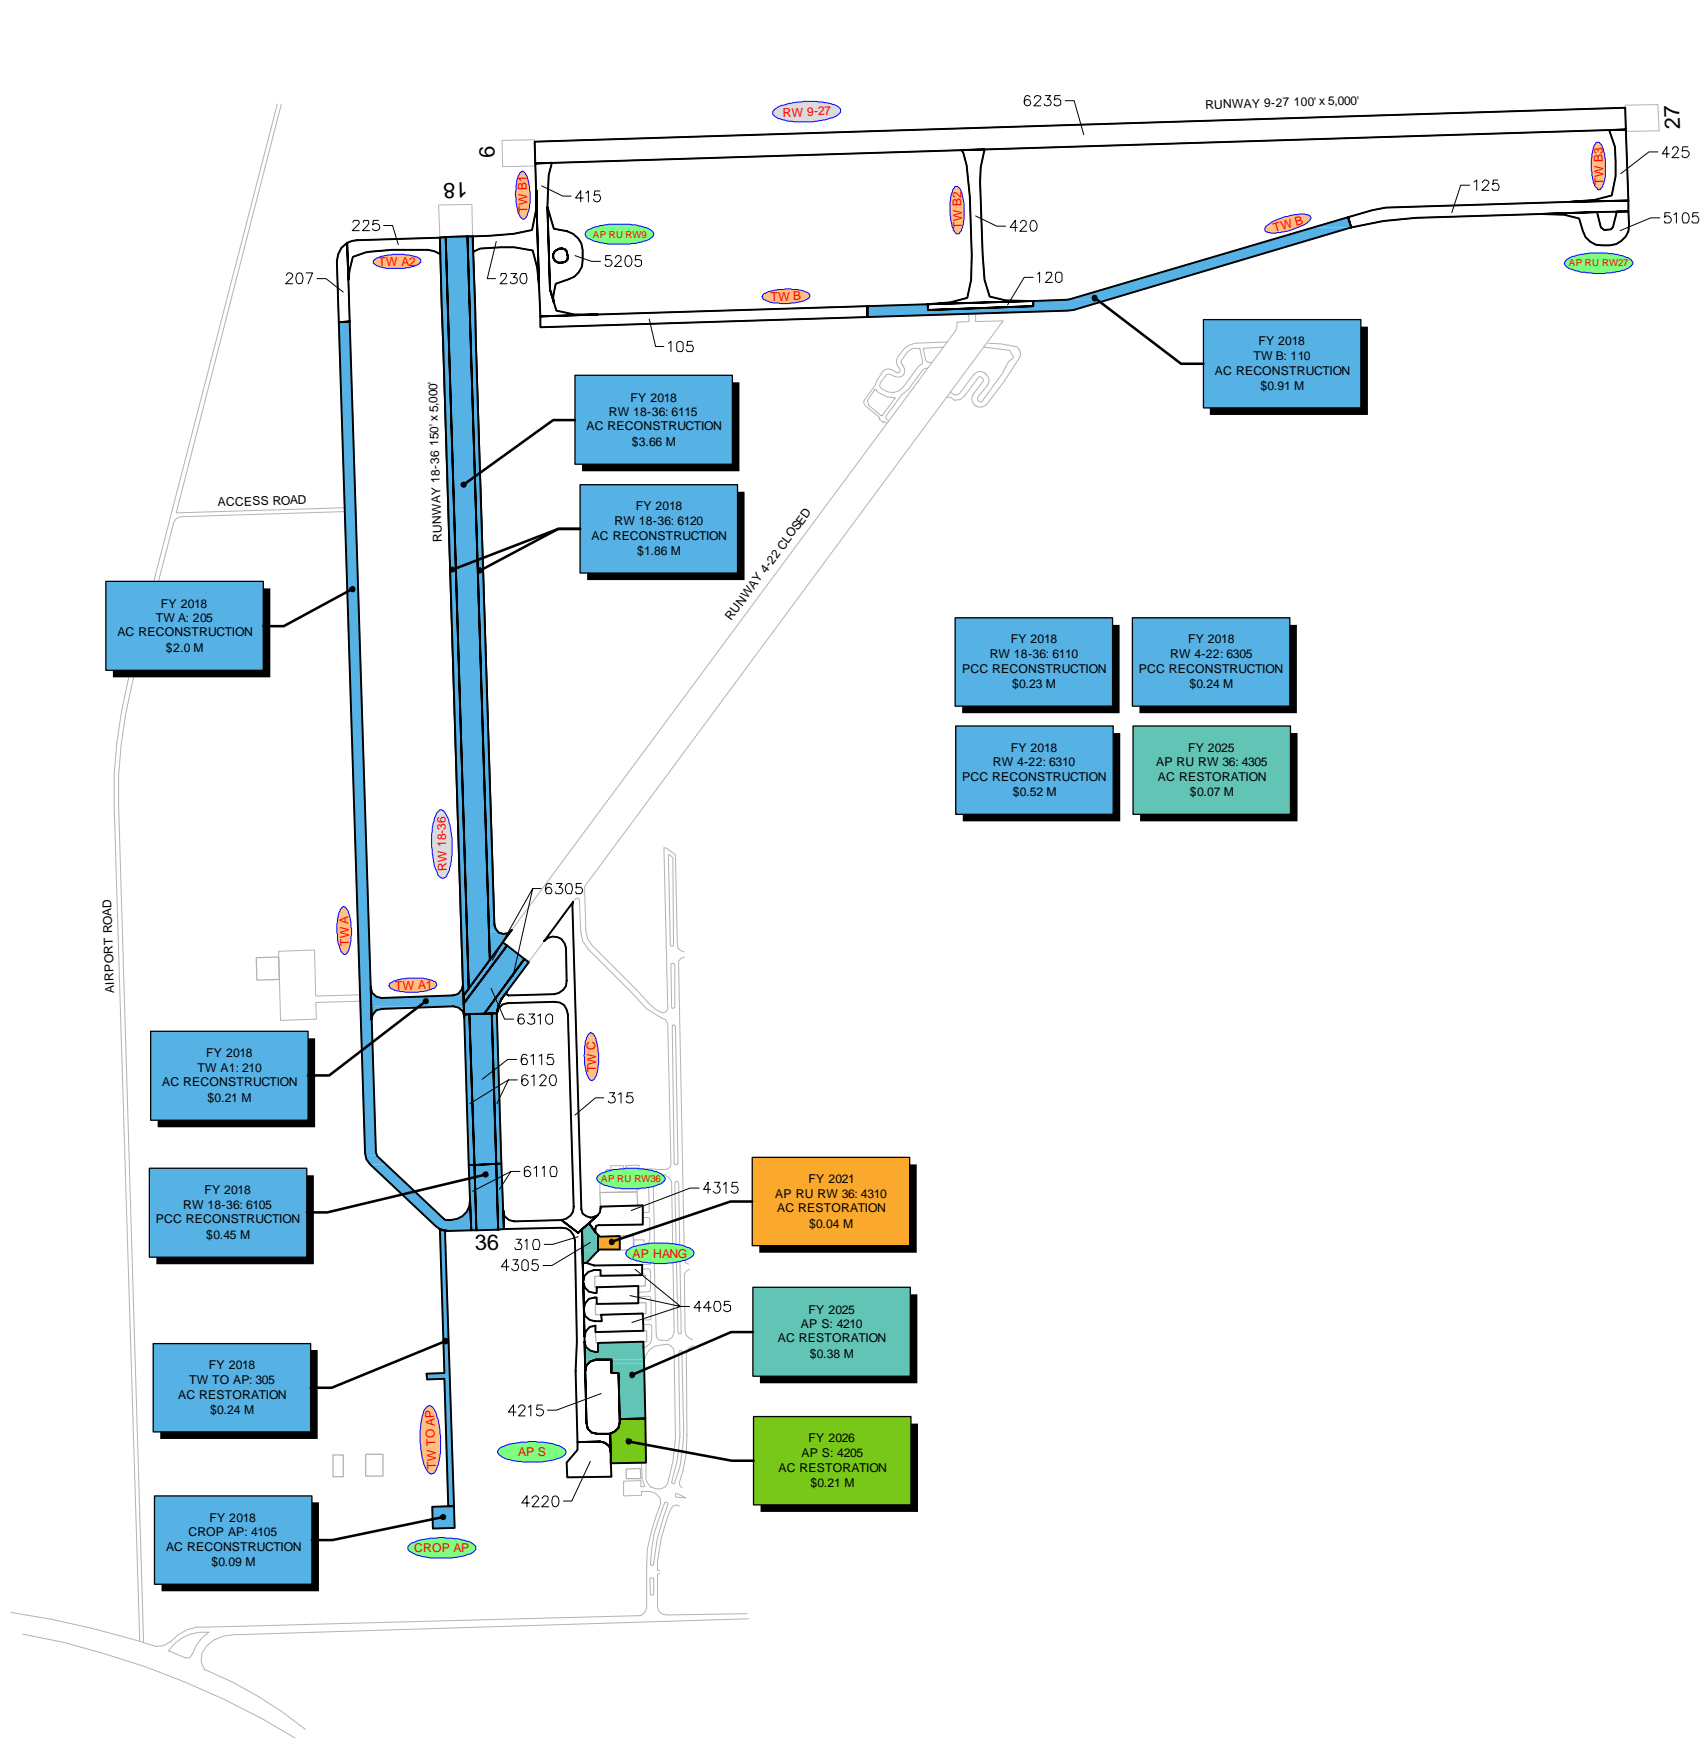 RW 9-27
6235
RUNWAY 9-27 100' x 5,000'
27
9
18
TW B1
415
TW B2
420
TW B3
425
125
5105
AP RU RW27
225
TW A2
207
230
AP RU RW9
5205
TW B
TW B
120
105
FY 2018
TW B: 110
AC RECONSTRUCTION
$0.91 M
FY 2018
RW 18-36: 6115
AC RECONSTRUCTION
$3.66 M
RUNWAY 18-36 150' x 5,000'
FY 2018
RW 18-36: 6120
AC RECONSTRUCTION
$1.86 M
ACCESS ROAD
RUNWAY 4-22 CLOSED
FY 2018
TW A: 205
AC RECONSTRUCTION
$2.0 M
FY 2018
RW 18-36: 6110
PCC RECONSTRUCTION
$0.23 M
FY 2018
RW 4-22: 6305
PCC RECONSTRUCTION
$0.24 M
FY 2018
RW 4-22: 6310
PCC RECONSTRUCTION
$0.52 M
FY 2025
AP RU RW 36: 4305
AC RESTORATION
$0.07 M
RW 18-36
6305
TW A
AIRPORT ROAD
TW A1
6310
TW C
6115
6120
315
FY 2018
TW A1: 210
AC RECONSTRUCTION
$0.21 M
6110
AP RU RW36
4315
FY 2021
AP RU RW 36: 4310
AC RESTORATION
$0.04 M
FY 2018
RW 18-36: 6105
PCC RECONSTRUCTION
$0.45 M
36
310
4305
AP HANG
4405
FY 2025
AP S: 4210
AC RESTORATION
$0.38 M
FY 2018
TW TO AP: 305
AC RESTORATION
$0.24 M
4215
TW TO AP
AP S
FY 2026
AP S: 4205
AC RESTORATION
$0.21 M
4220
FY 2018
CROP AP: 4105
AC RECONSTRUCTION
$0.09 M
CROP AP